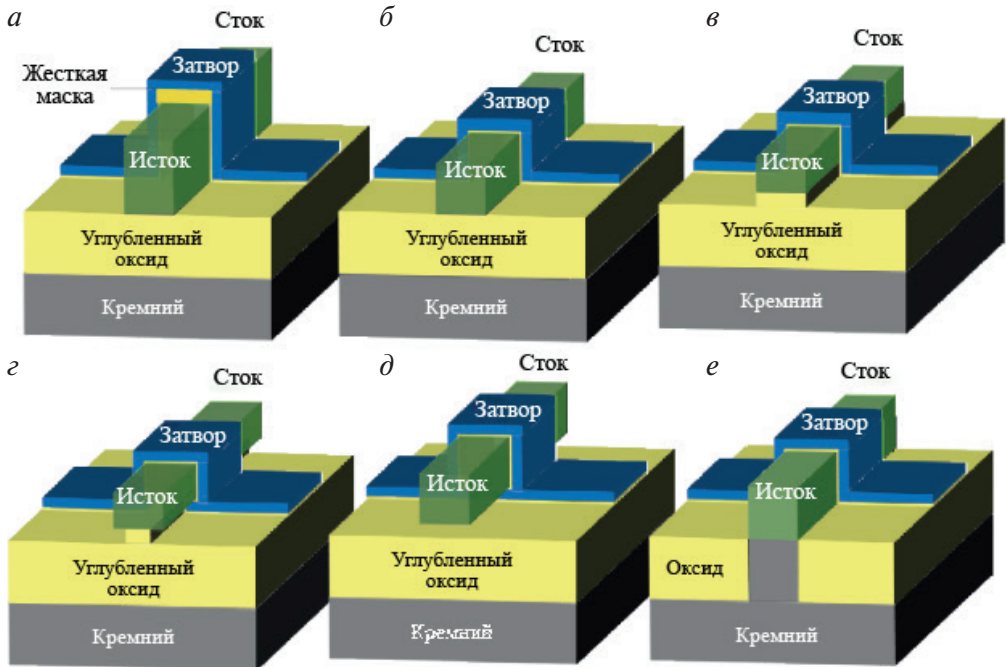 а
Сток
Затвор
Жесткая
маска
Исток
Углубленный
оксид
Кремний
б
Сток
Затвор
Исток
Углубленный
оксид
Кремний
в
Сток
Затвор
Исток
Углубленный
оксид
Кремний
г
Сток
Затвор
Исток
Углубленный
оксид
Кремний
д
Сток
Затвор
Исток
Углубленный
оксид
Кремний
е
Сток
Затвор
Исток
Оксид
Кремний